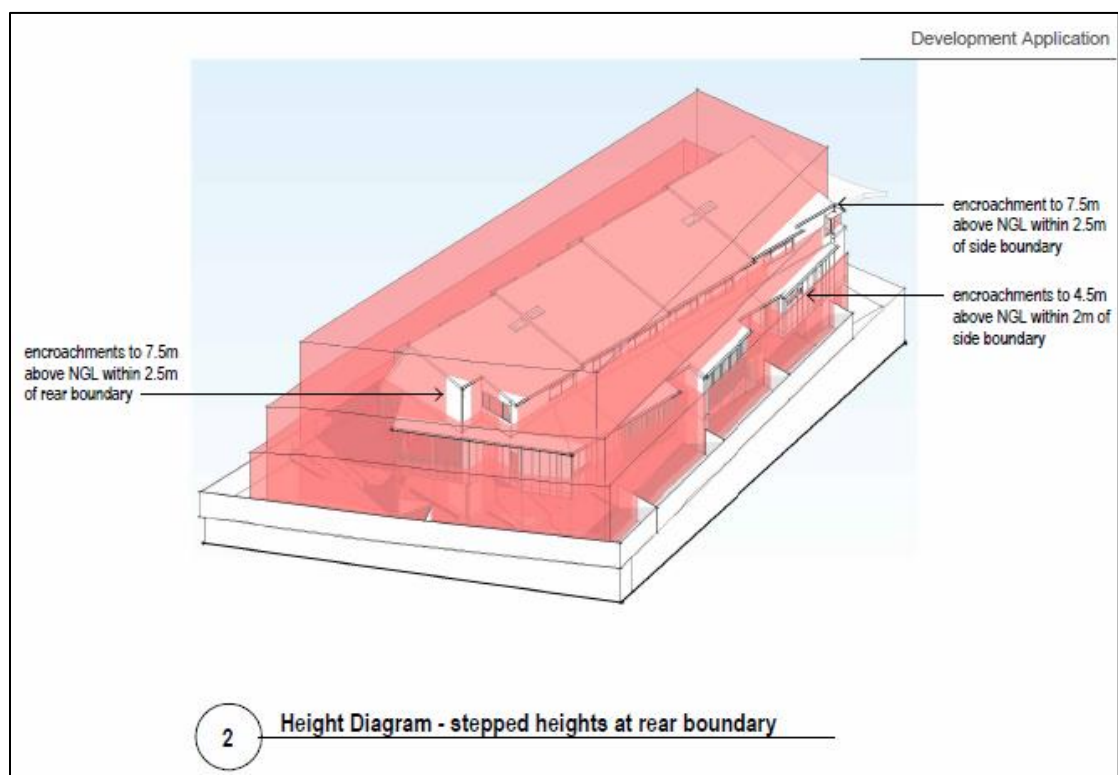 Development Application
encroachment to 7.5m
above NGL within 2.5m
of side boundary
encroachments to 4.5m
above NGL within 2m of
side boundary
encroachments to 7.5m
above NGL within 2.5m
of rear boundary
2
Height Diagram - stepped heights at rear boundary